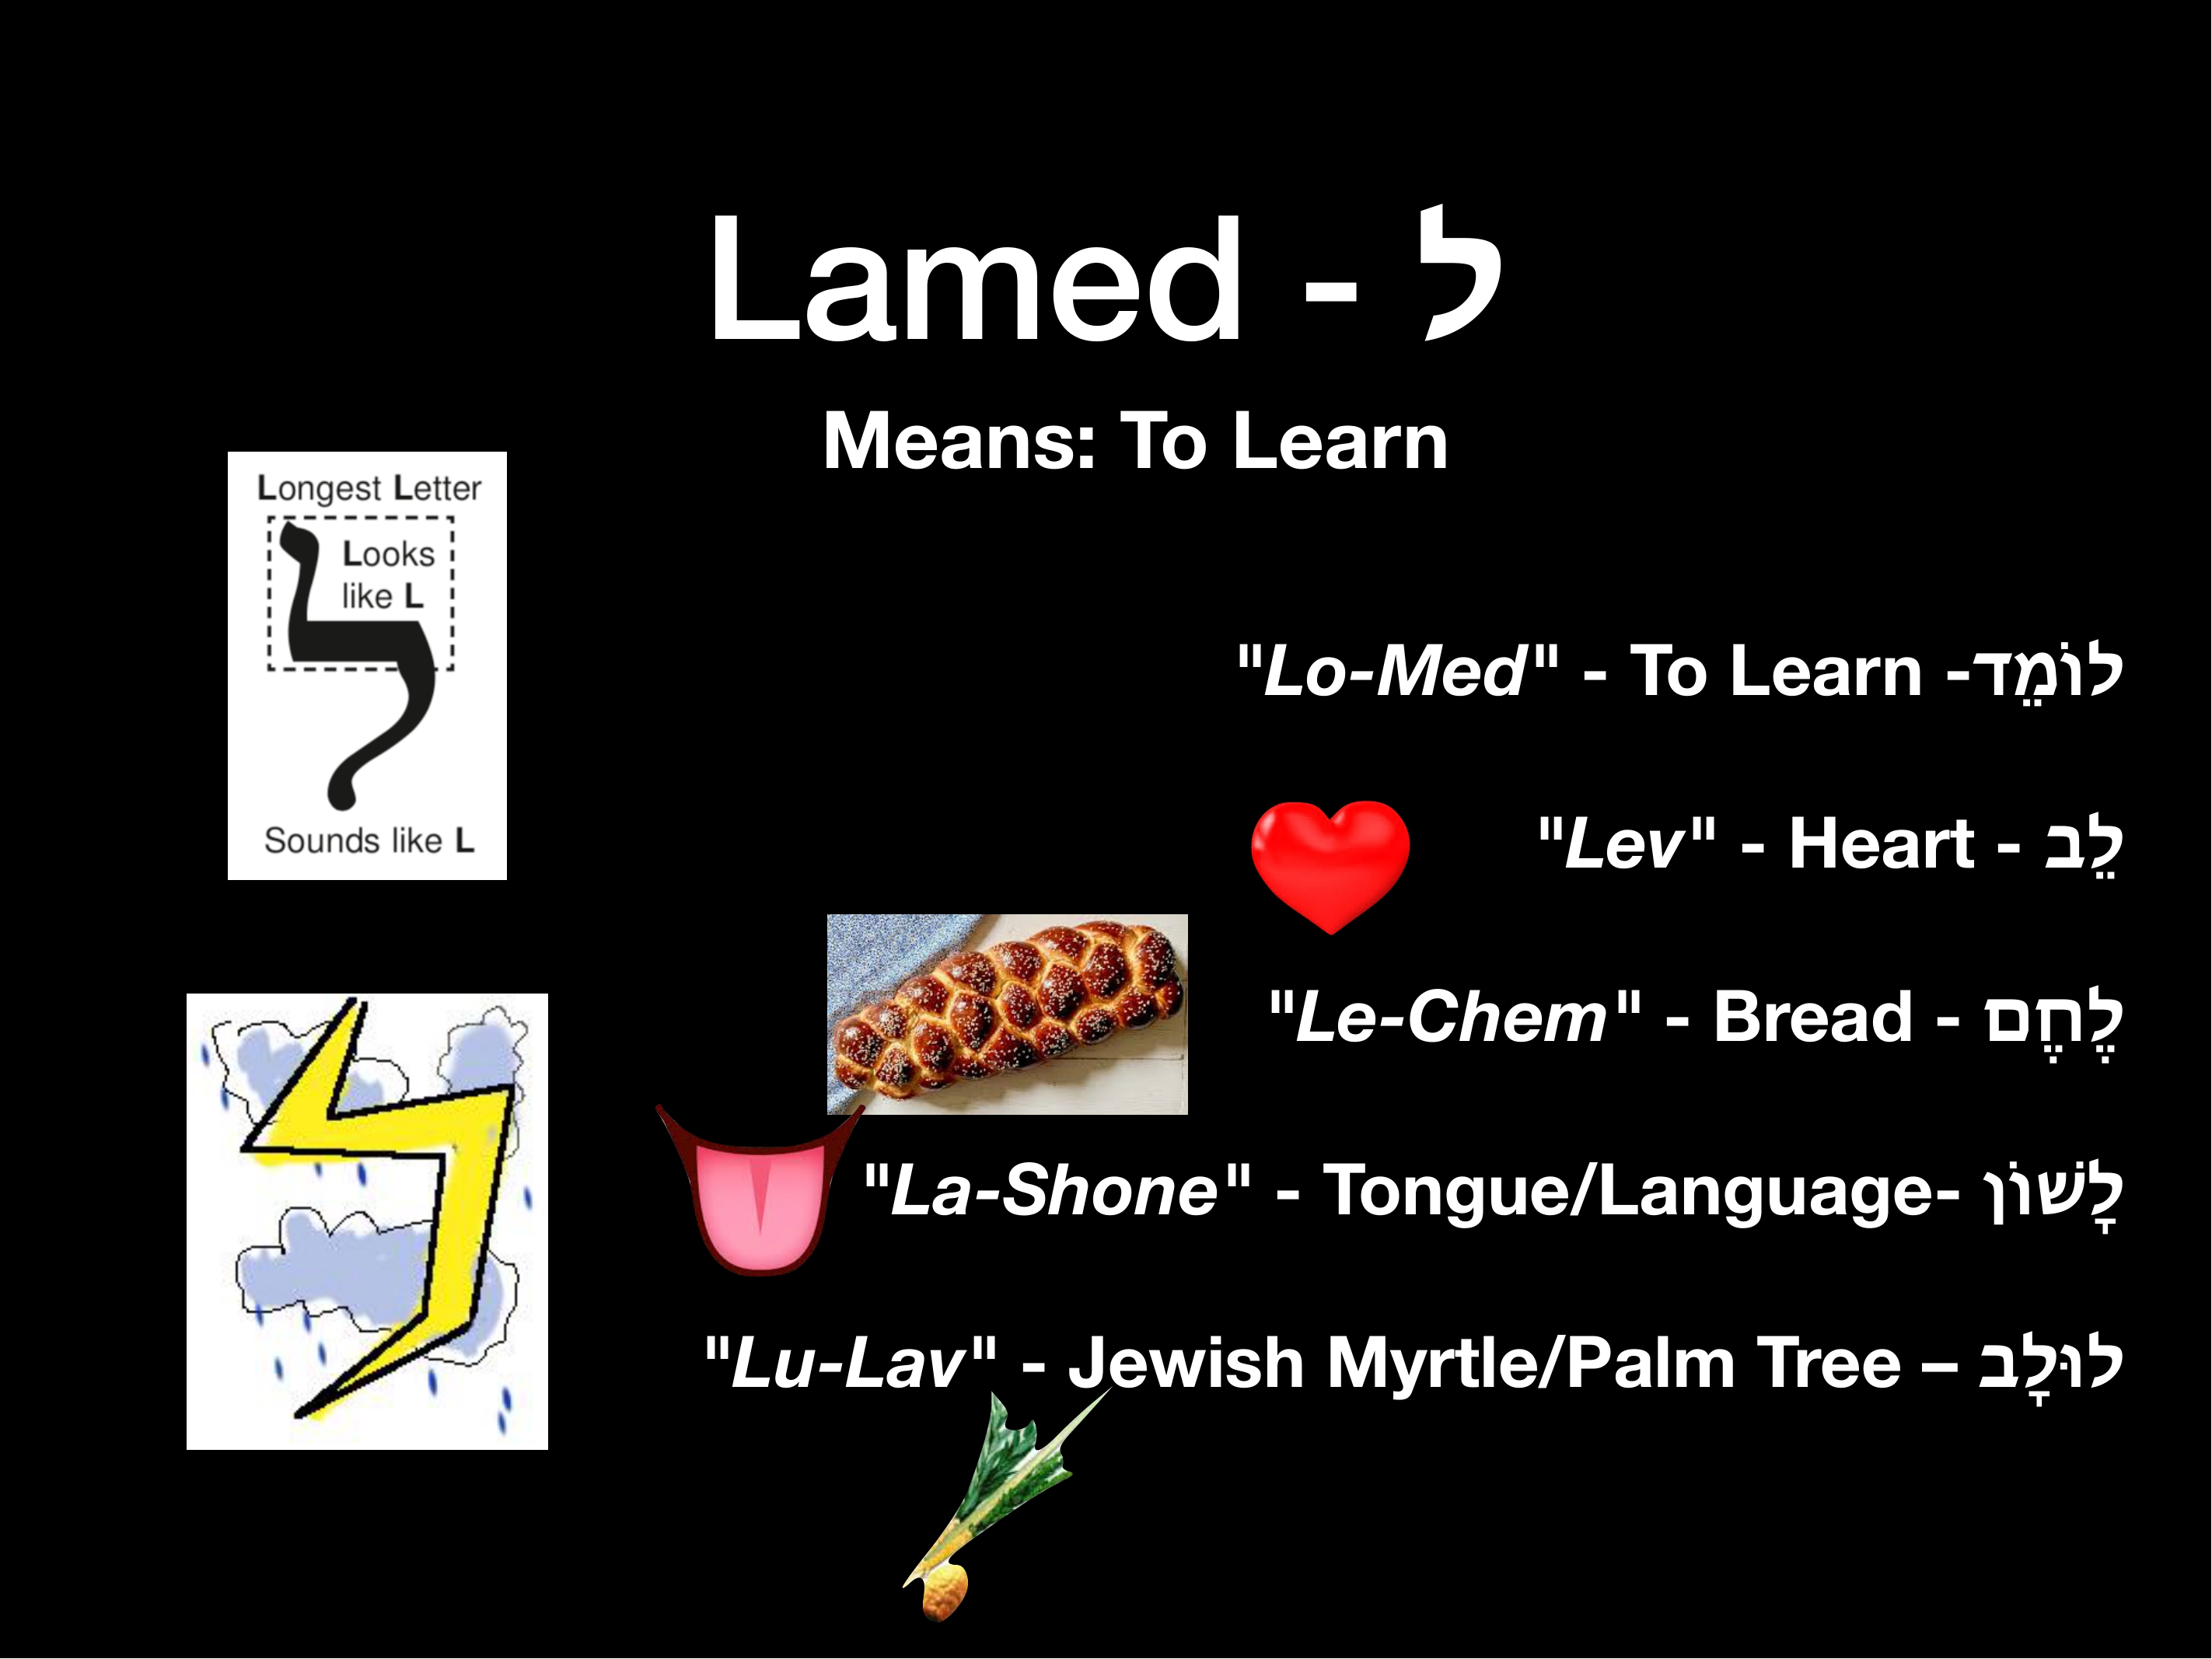 Lamed - ל
Means: To Learn
Longest Letter
Looks
like L
Sounds like L
"Lo-Med" - To Learn -לוֹמֵד
"Lev" - Heart - לֵב
"Le-Chem" - Bread - לֶחֶם
"La-Shone" - Tongue/Language- לָשׁוֹן
"Lu-Lav" - Jewish Myrtle/Palm Tree – לוּלָב